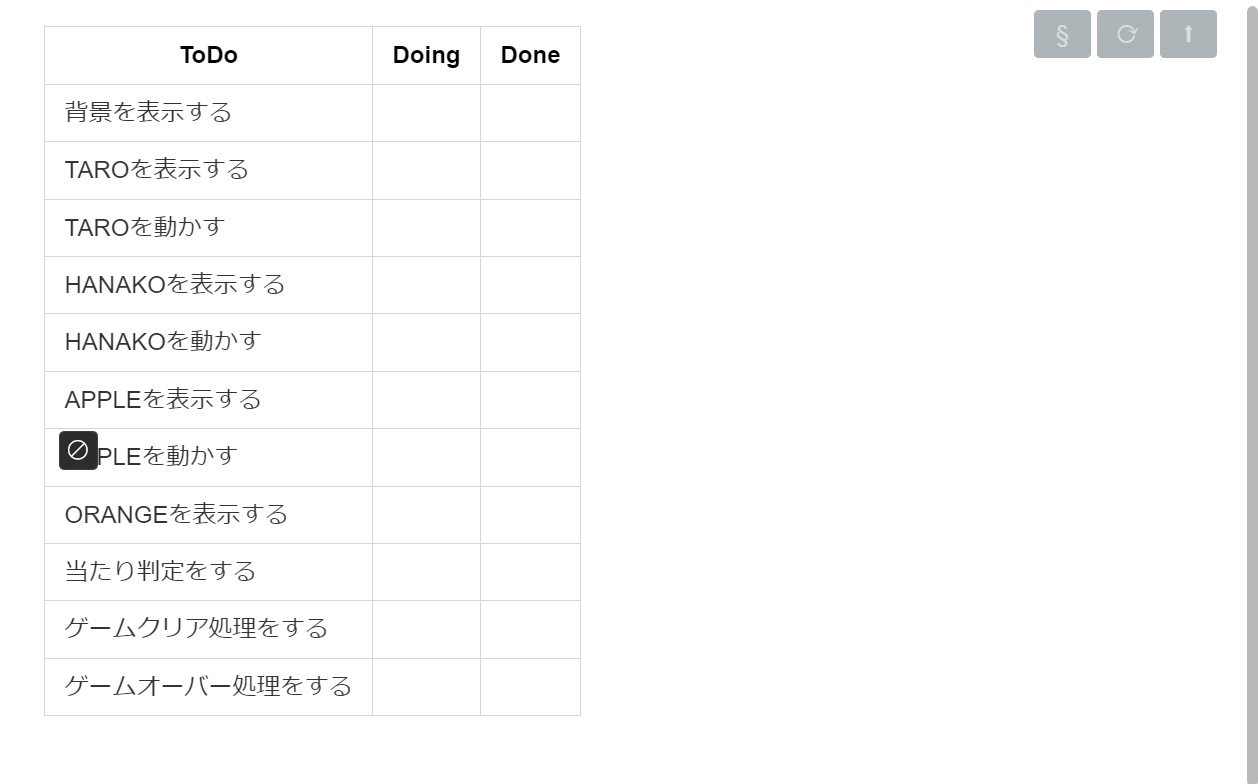 ToDo Doing Done
背景を表示する
TAROを表示する
TAROを動かす
HANAKOを表示する
HANAKOを動かす
APPLEを表示する
PLEを動かす
ORANGEを表示する
当たり判定をする
ゲームクリア処理をする
ゲームオーバー処理をする
§